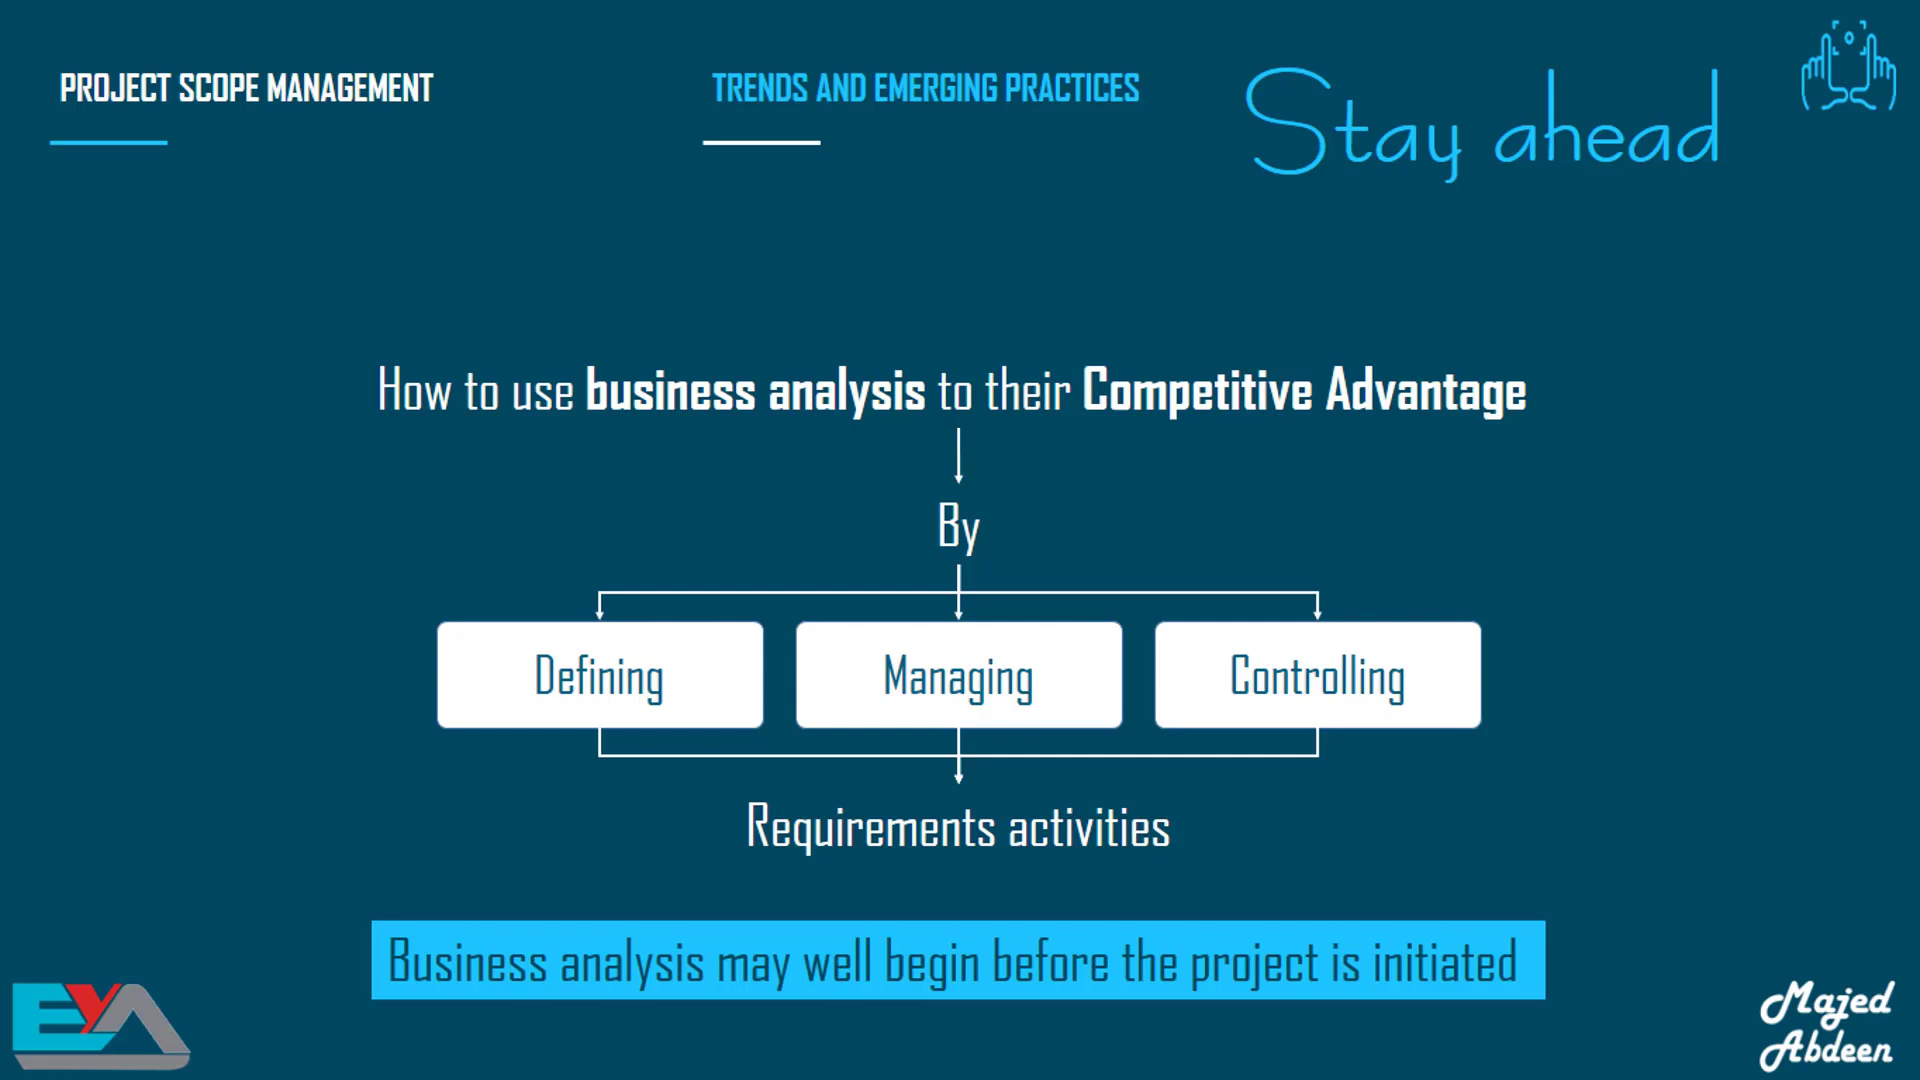 PROJECT SCOPE MANAGEMENT
TRENDS AND EMERGING PRACTICES
Stay ahead
How to use business analysis to their Competitive Advantage
By
Defining
Managing
Controlling
Requirements activities
Business analysis may well begin before the project is initiated
EYA
Majed
Abdeen